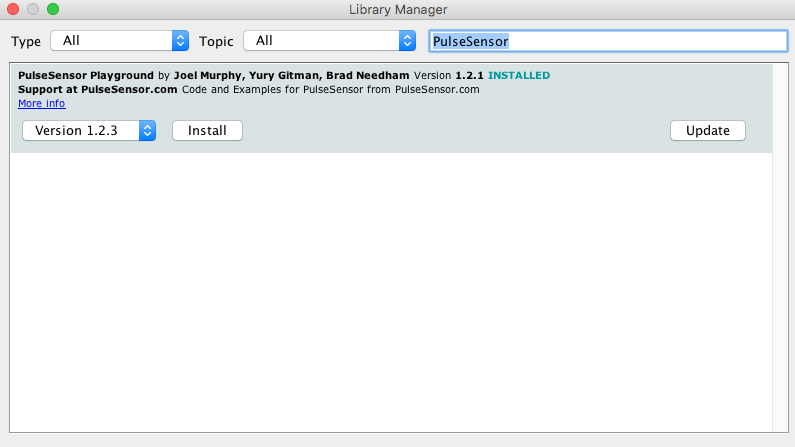 Library Manager
Type All Topic All PulseSensor
PulseSensor Playground by Joel Murphy, Yury Gitman, Brad Needham Version 1.2.1 INSTALLED
Support at PulseSensor.com Code and Examples for PulseSensor from PulseSensor.com
More info
Version 1.2.3 Install Update